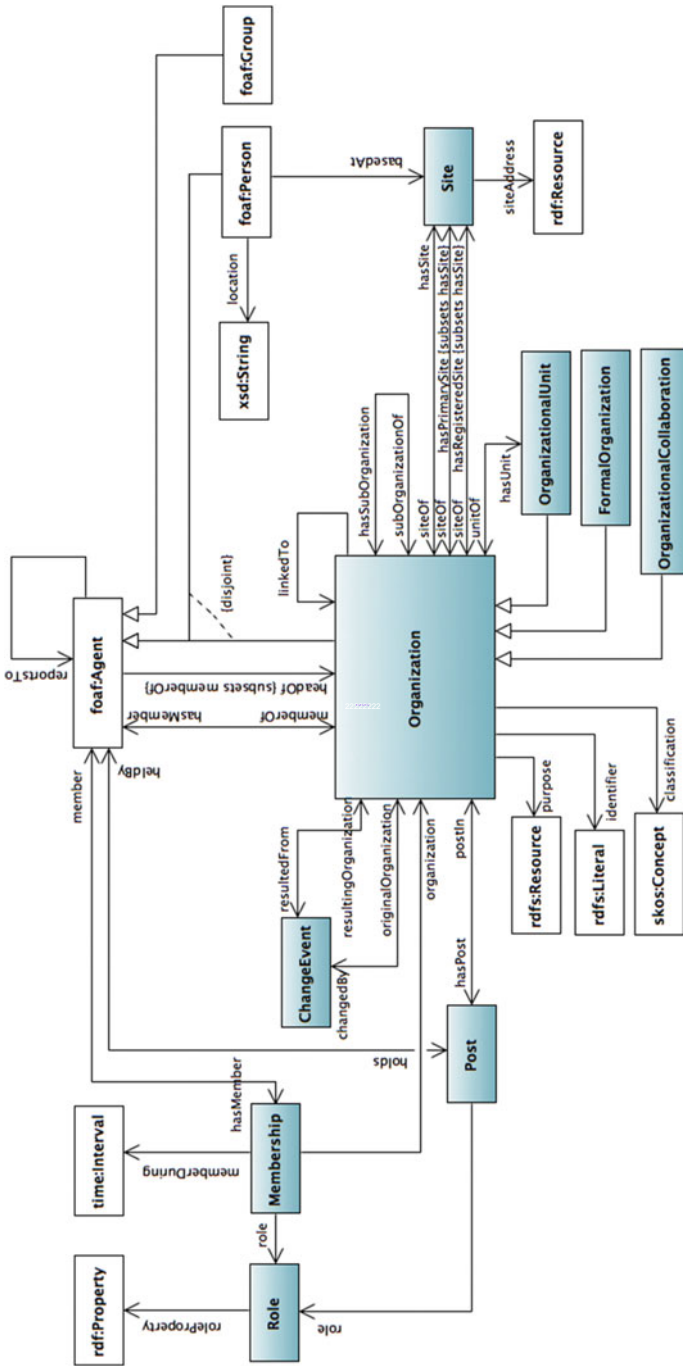 rdf:Property
time:Interval
foaf:Agent
reportsTo
foaf:Group
foaf:Person
xsd:String
location
basedAt
Site
siteAddress
rdf:Resource
roleProperty
Role
role
memberDuring
Membership
hasMember
member
heldBy
holds
role
Post
hasPost
postIn
ChangeEvent
changedBy
resultedFrom
resultingOrganization
originalOrganization
organization
hasMember
memberOf
headOf { subsets memberOf}
{disjoint}
linkedTo
Organization
hasSubOrganization
subOrganizationOf
siteOf
hasSite
siteOf
hasPrimarySite {subsets hasSite}
siteOf
hasRegisteredSite {subsets hasSite}
unitOf
hasUnit
OrganizationalUnit
FormalOrganization
OrganizationalCollaboration
purpose
rdfs:Resource
identifier
rdfs:Literal
classification
skos:Concept